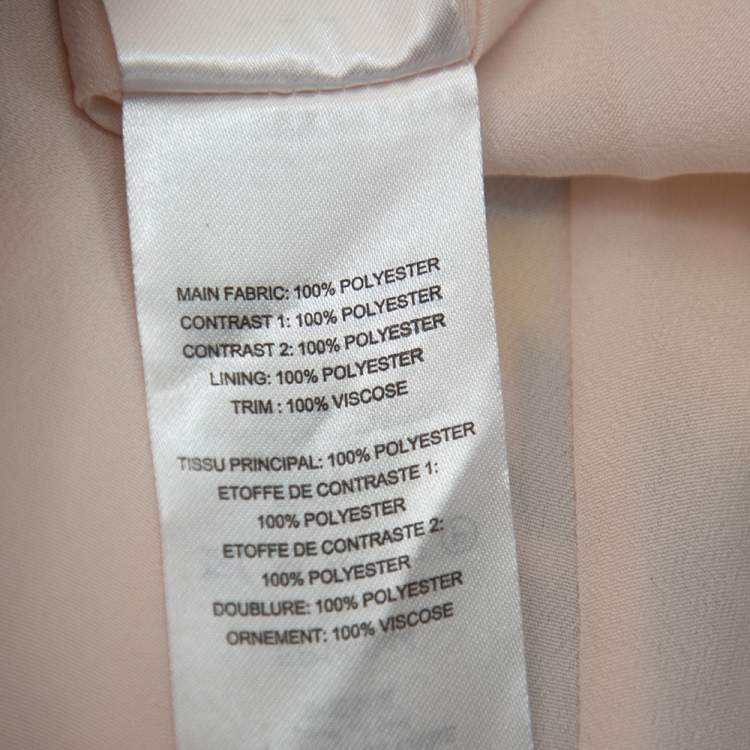 MAIN FABRIC: 100% POLYESTER
CONTRAST 1: 100% POLYESTER
CONTRAST 2: 100% POLYESTER
LINING: 100% POLYESTER
TRIM : 100% VISCOSE
TISSU PRINCIPAL: 100% POLYESTER
ETOFFE DE CONTRASTE 1:
100% POLYESTER
ETOFFE DE CONTRASTE 2:
100% POLYESTER
DOUBLURE: 100% POLYESTER
ORNEMENT: 100% VISCOSE